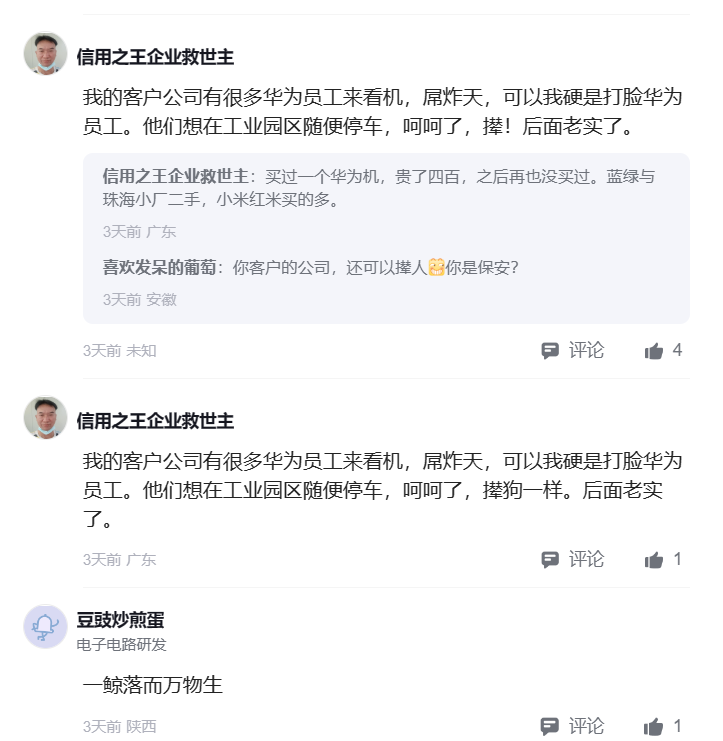 信用之王企业救世主
我的客户公司有很多华为员工来看机，屌炸天，可以我硬是打脸华为
员工。他们想在工业园区随便停车，呵呵了，撵！后面老实了。
信用之王企业救世主：买过一个华为机，贵了四百，之后再也没买过。蓝绿与
珠海小厂二手，小米红米买的多。
3天前 广东
喜欢发呆的葡萄：你客户的公司，还可以撵人😬你是保安？
3天前 安徽
3天前 未知
评论
4
信用之王企业救世主
我的客户公司有很多华为员工来看机，屌炸天，可以我硬是打脸华为
员工。他们想在工业园区随便停车，呵呵了，撵狗一样。后面老实
了。
3天前 广东
评论
1
豆豉炒煎蛋
电子电路研发
一鲸落而万物生
3天前 陕西
评论
1